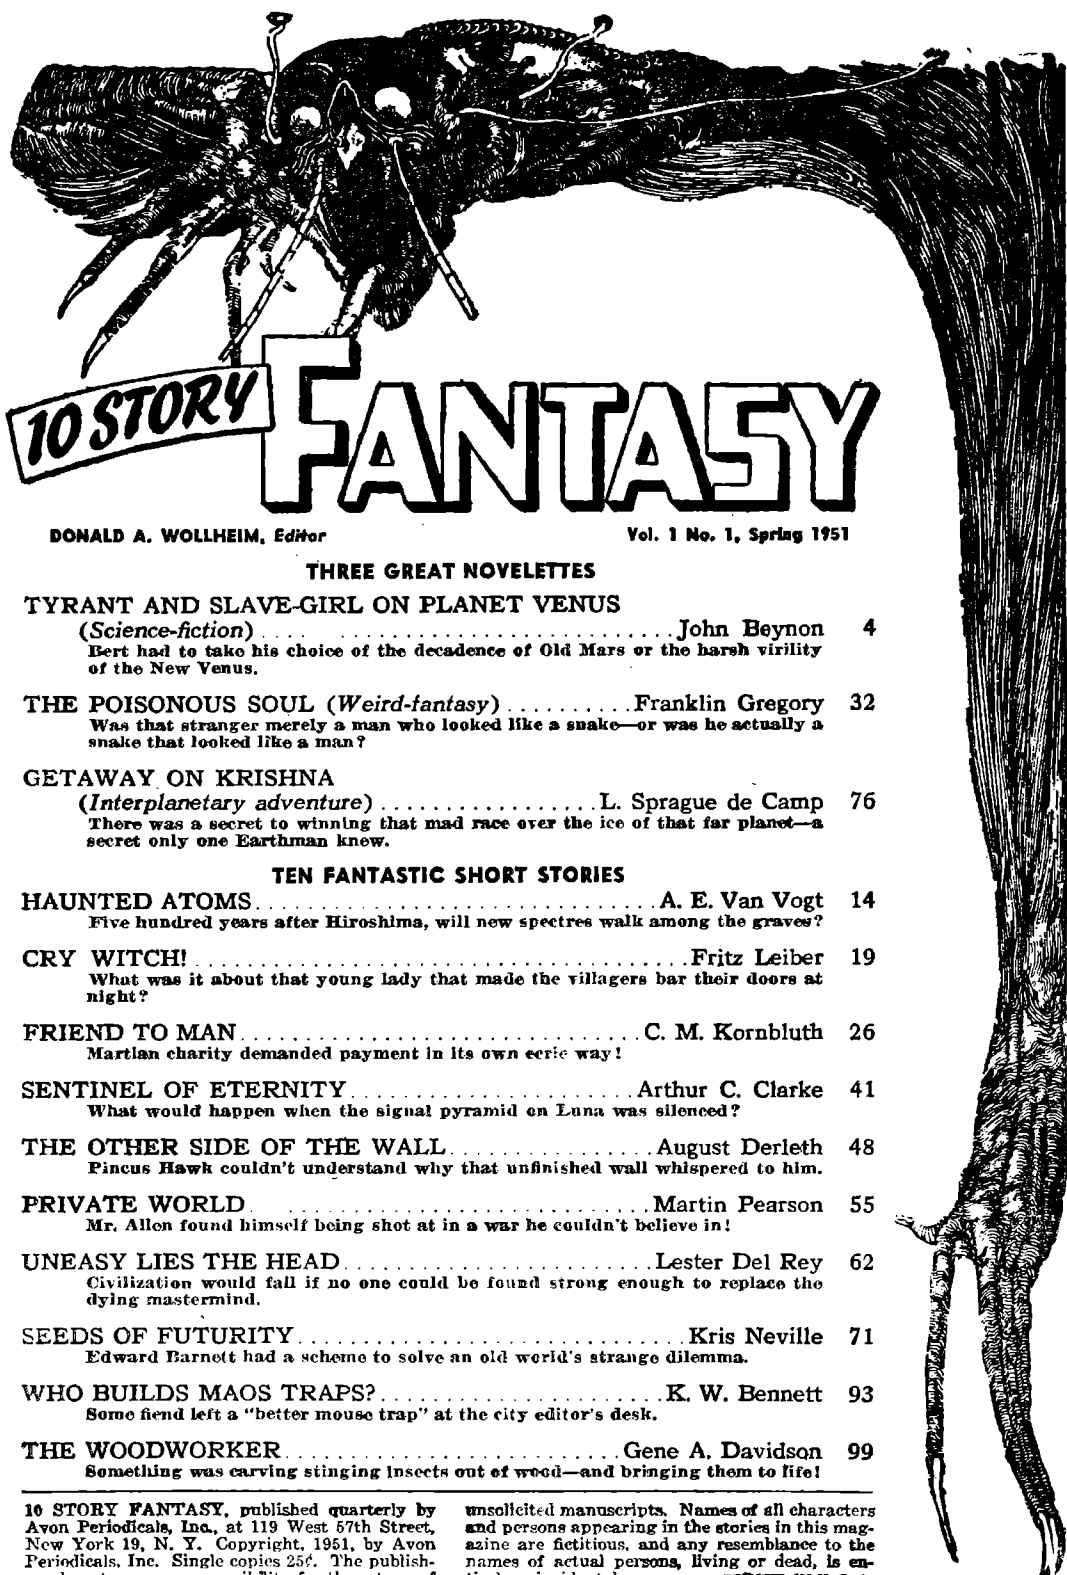 10 STORY FANTASY
DONALD A. WOLLHEIM, Editor
Vol. 1 No. 1, Spring 1951
THREE GREAT NOVELETTES
TYRANT AND SLAVE-GIRL ON PLANET VENUS
(Science-fiction) .... ......................... John Beynon 4
Bert had to take his choice of the decadence of Old Mars or the harsh virility
of the New Venus.
THE POISONOUS SOUL (Weird-fantasy) .......... Franklin Gregory 32
Was that stranger merely a man who looked like a snake—or was he actually a
snake that looked like a man?
GETAWAY ON KRISHNA
(Interplanetary adventure) ................. L. Sprague de Camp 76
There was a secret to winning that mad race over the ice of that far planet—a
secret only one Earthman knew.
TEN FANTASTIC SHORT STORIES
HAUNTED ATOMS ............................... A. E. Van Vogt 14
Five hundred years after Hiroshima, will new spectres walk among the graves?
CRY WITCH! ...................................... Fritz Leiber 19
What was it about that young lady that made the villagers bar their doors at
night?
FRIEND TO MAN ............................... C. M. Kornbluth 26
Martian charity demanded payment in its own eerie way!
SENTINEL OF ETERNITY ...................... Arthur C. Clarke 41
What would happen when the signal pyramid on Luna was silenced?
THE OTHER SIDE OF THE WALL ................ August Derleth 48
Pincus Hawk couldn't understand why that unfinished wall whispered to him.
PRIVATE WORLD . ............................. Martin Pearson 55
Mr. Allen found himself being shot at in a war he couldn't believe in!
UNEASY LIES THE HEAD ........................ Lester Del Rey 62
Civilization would fall if no one could be found strong enough to replace the
dying mastermind.
SEEDS OF FUTURITY .............................. Kris Neville 71
Edward Barnett had a scheme to solve an old world's strange dilemma.
WHO BUILDS MAOS TRAPS? ...................... K. W. Bennett 93
Some fiend left a "better mouse trap" at the city editor's desk.
THE WOODWORKER .......................... Gene A. Davidson 99
Something was carving stinging insects out of wood—and bringing them to life!
10 STORY FANTASY, published quarterly by
Avon Periodicals, Inc., at 119 West 57th Street,
New York 19, N. Y. Copyright, 1951, by Avon
Periodicals, Inc. Single copies 25¢. The publish-
unsolicited manuscripts. Names of all characters
and persons appearing in the stories in this mag-
azine are fictitious, and any resemblance to the
names of actual persons, living or dead, is en-